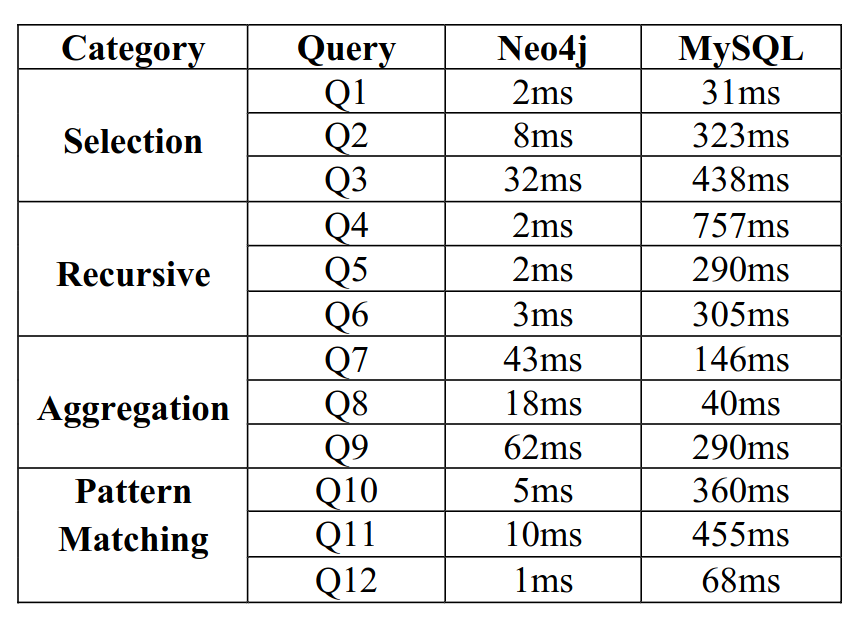 Category Query Neo4j MySQL
Selection Q1 2ms 31ms
Q2 8ms 323ms
Q3 32ms 438ms
Recursive Q4 2ms 757ms
Q5 2ms 290ms
Q6 3ms 305ms
Aggregation Q7 43ms 146ms
Q8 18ms 40ms
Q9 62ms 290ms
Pattern Q10 5ms 360ms
Matching Q11 10ms 455ms
Q12 1ms 68ms